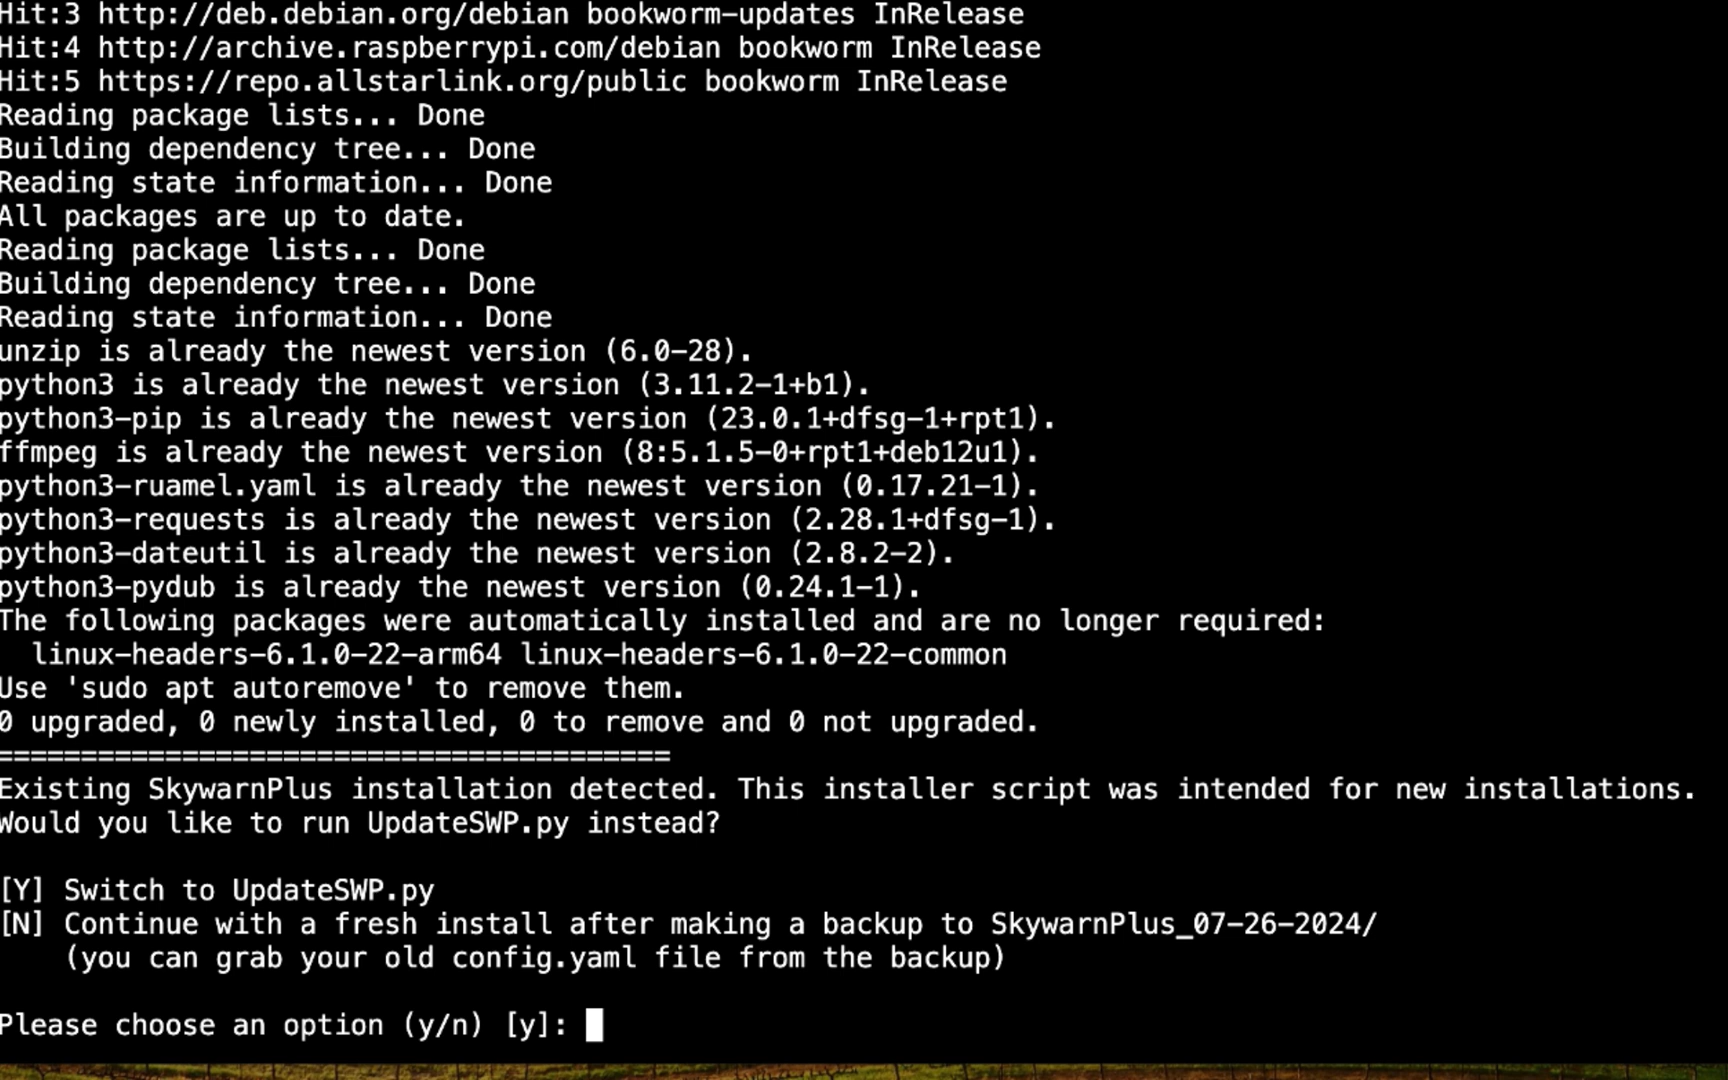 Hit:3 http://deb.debian.org/debian bookworm-updates InRelease
Hit:4 http://archive.raspberrypi.com/debian bookworm InRelease
Hit:5 https://repo.allstarlink.org/public bookworm InRelease
Reading package lists... Done
Building dependency tree... Done
Reading state information... Done
All packages are up to date.
Reading package lists... Done
Building dependency tree... Done
Reading state information... Done
unzip is already the newest version (6.0-28).
python3 is already the newest version (3.11.2-1+b1).
python3-pip is already the newest version (23.0.1+dfsg-1+rpt1).
ffmpeg is already the newest version (8:5.1.5-0+rpt1+deb12u1).
python3-ruamel.yaml is already the newest version (0.17.21-1).
python3-requests is already the newest version (2.28.1+dfsg-1).
python3-dateutil is already the newest version (2.8.2-2).
python3-pydub is already the newest version (0.24.1-1).
The following packages were automatically installed and are no longer required:
  linux-headers-6.1.0-22-arm64 linux-headers-6.1.0-22-common
Use 'sudo apt autoremove' to remove them.
0 upgraded, 0 newly installed, 0 to remove and 0 not upgraded.
========================================
Existing SkywarnPlus installation detected. This installer script was intended for new installations.
Would you like to run UpdateSWP.py instead?
[Y] Switch to UpdateSWP.py
[N] Continue with a fresh install after making a backup to SkywarnPlus_07-26-2024/
    (you can grab your old config.yaml file from the backup)
Please choose an option (y/n) [y]: